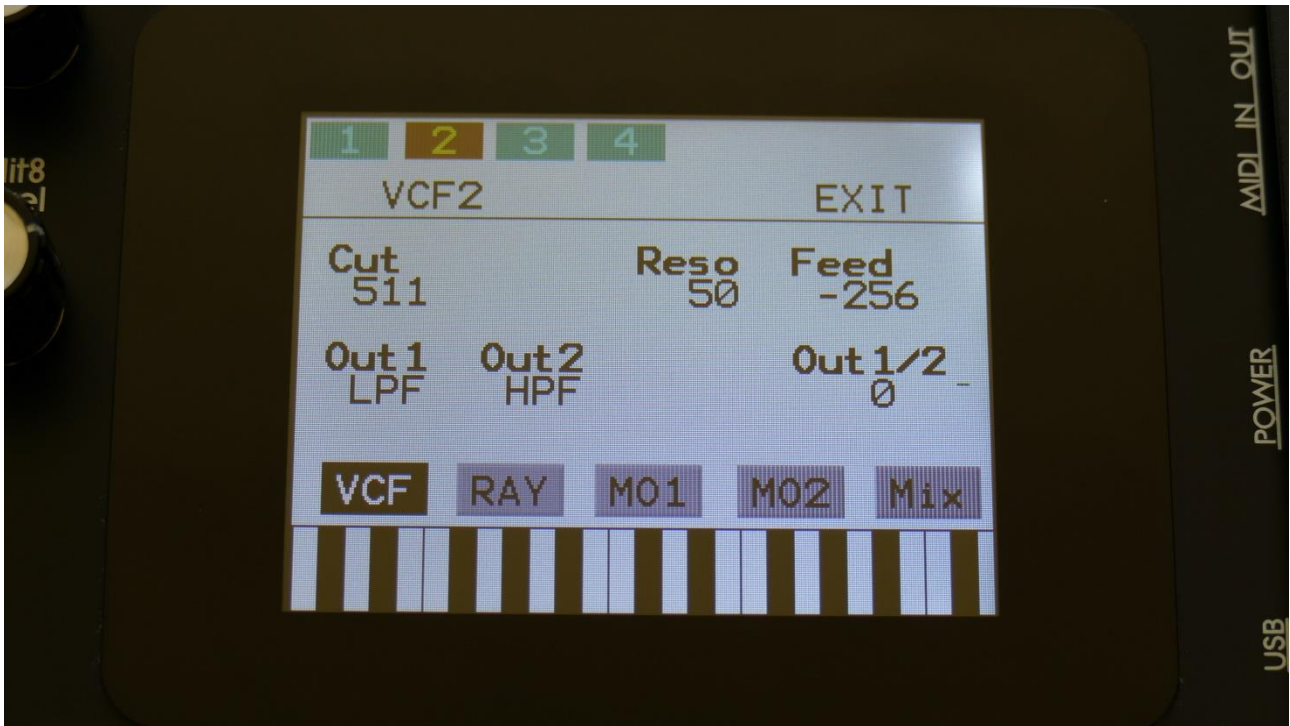 1 2 3 4
VCF2 EXIT
Cut Reso Feed
511 50 -256
Out1 Out2 Out1/2
LPF HPF 0
VCF RAY MO1 MO2 Mix
MIDI IN OUT
POWER
USB